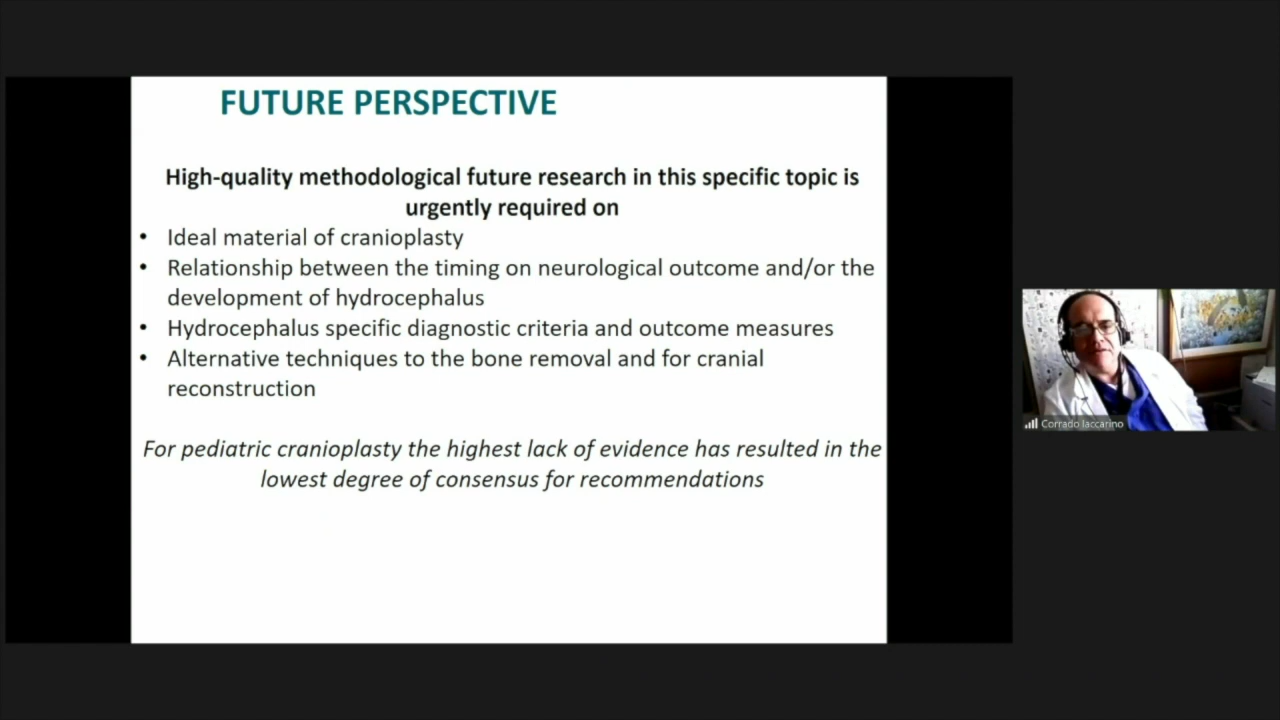 FUTURE PERSPECTIVE
High-quality methodological future research in this specific topic is
urgently required on
• Ideal material of cranioplasty
• Relationship between the timing on neurological outcome and/or the
development of hydrocephalus
• Hydrocephalus specific diagnostic criteria and outcome measures
• Alternative techniques to the bone removal and for cranial
reconstruction
For pediatric cranioplasty the highest lack of evidence has resulted in the
lowest degree of consensus for recommendations
Corrado Iaccarino